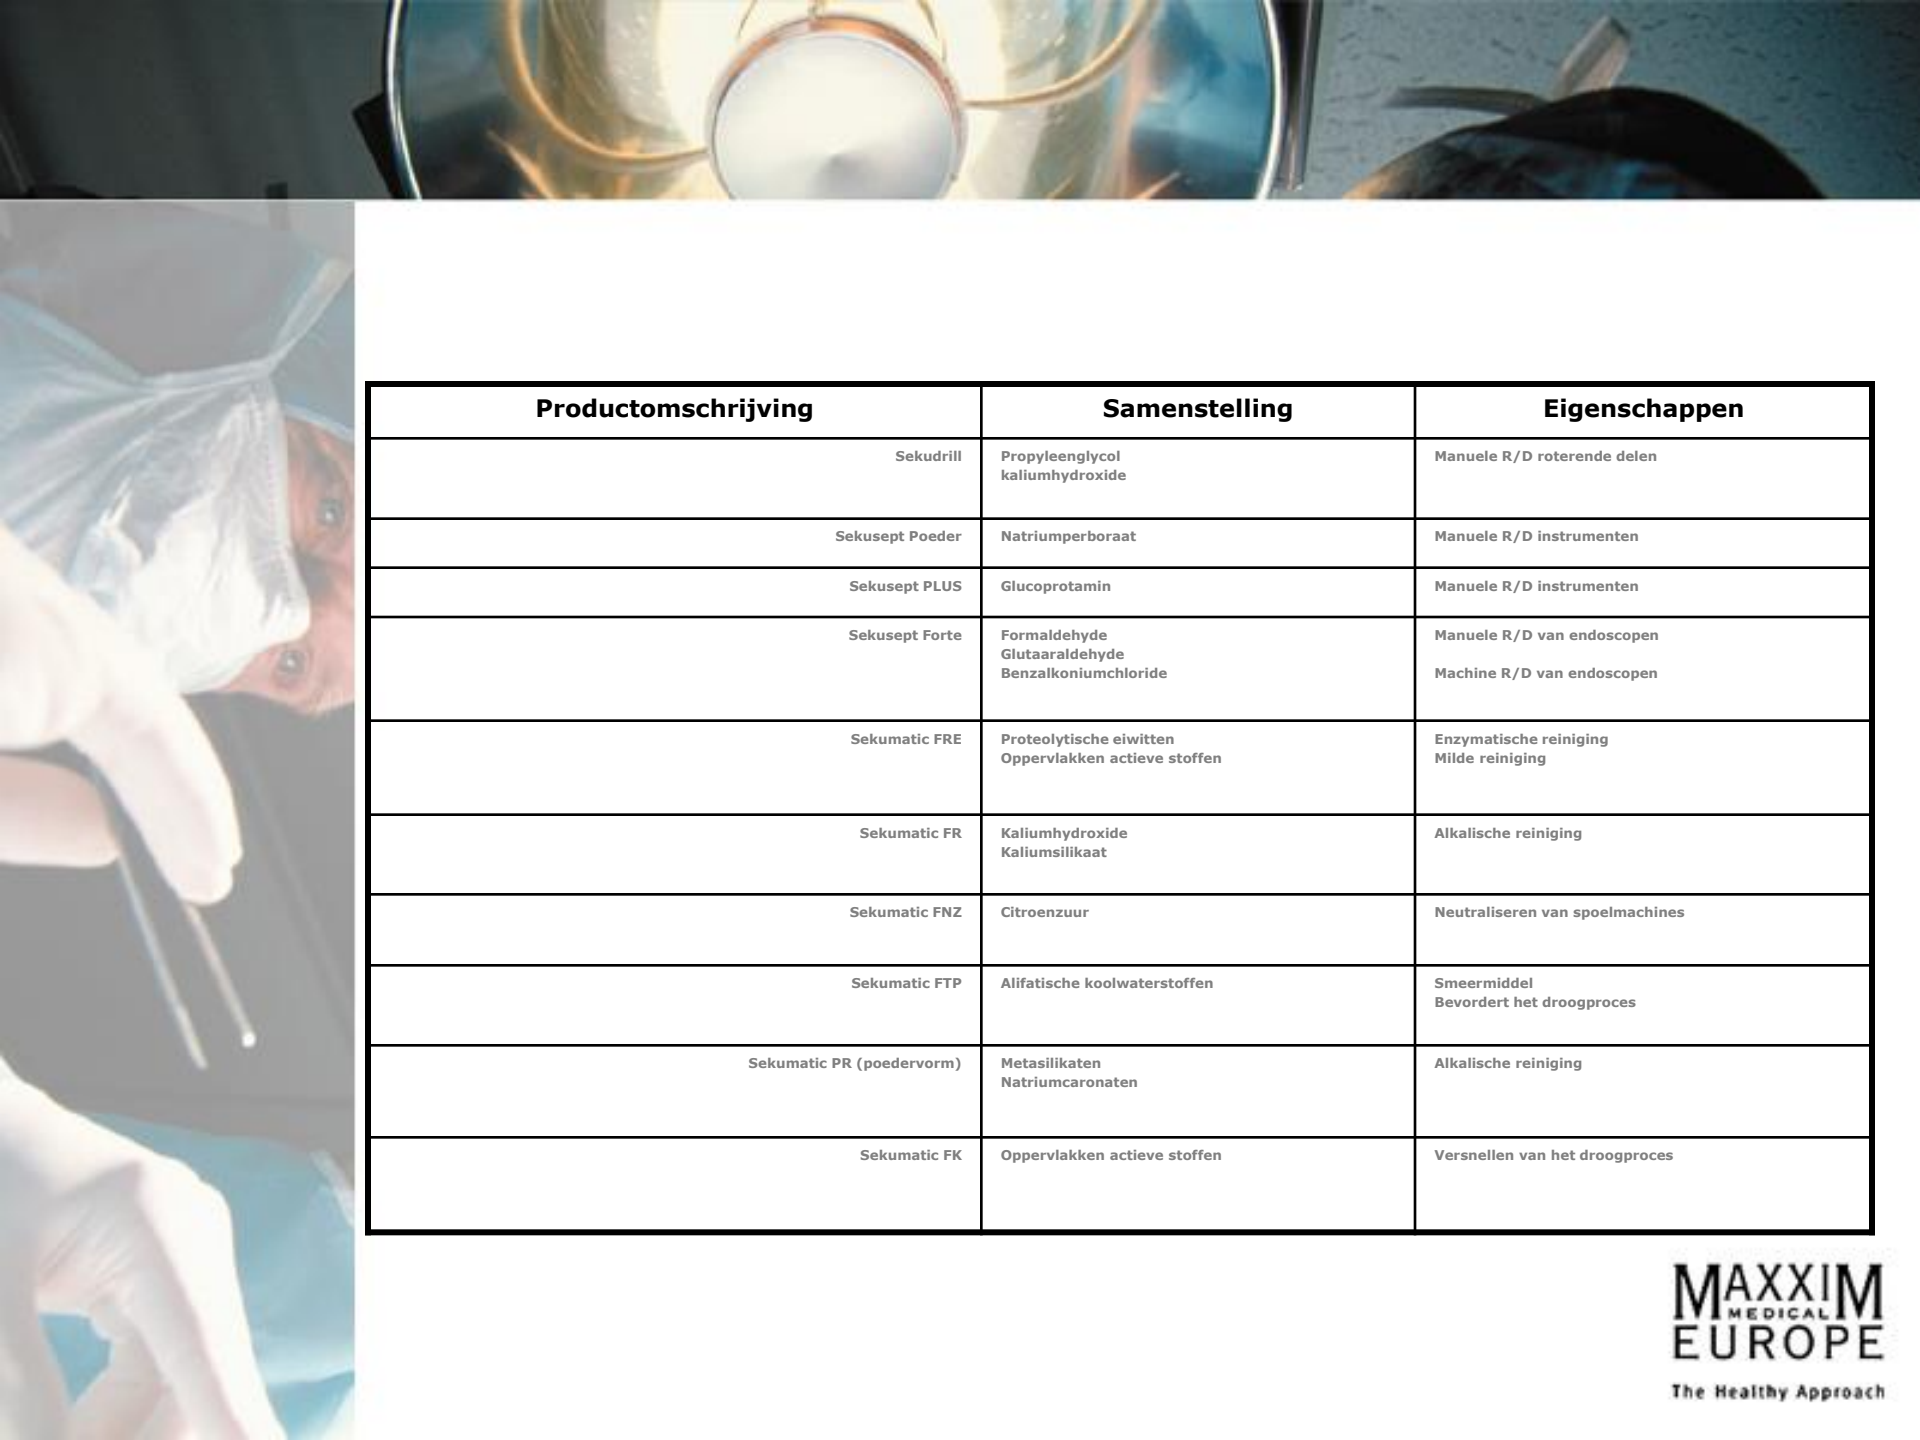 Productomschrijving Samenstelling Eigenschappen
Sekudrill Propyleenglycol Manuele R/D roterende delen
kaliumhydroxide
Sekusept Poeder Natriumperboraat Manuele R/D instrumenten
Sekusept PLUS Glucoprotamin Manuele R/D instrumenten
Sekusept Forte Formaldehyde Manuele R/D van endoscopen
Glutaaraldehyde
Benzalkoniumchloride Machine R/D van endoscopen
Sekumatic FRE Proteolytische eiwitten Enzymatische reiniging
Oppervlakken actieve stoffen Milde reiniging
Sekumatic FR Kaliumhydroxide Alkalische reiniging
Kaliumsilikaat
Sekumatic FNZ Citroenzuur Neutraliseren van spoelmachines
Sekumatic FTP Alifatische koolwaterstoffen Smeermiddel
Bevordert het droogproces
Sekumatic PR (poedervorm) Metasilikaten Alkalische reiniging
Natriumcaronaten
Sekumatic FK Oppervlakken actieve stoffen Versnellen van het droogproces
MAXXIM
MEDICAL
EUROPE
The Healthy Approach